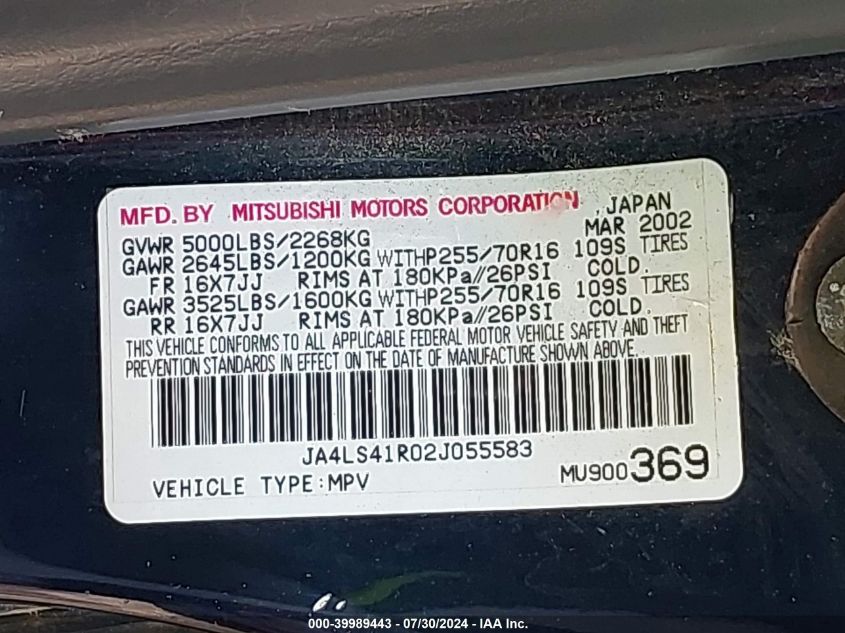 MFD. BY MITSUBISHI MOTORS CORPORATION, JAPAN
GVWR 5000LBS/2268KG MAR 2002
GAWR 2645LBS/1200KG WITHP255/70R16 109S TIRES
FR 16X7JJ RIMS AT 180KPa//26PSI COLD.
GAWR 3525LBS/1600KG WITHP255/70R16 109S TIRES
RR 16X7JJ RIMS AT 180KPa//26PSI COLD.
THIS VEHICLE CONFORMS TO ALL APPLICABLE FEDERAL MOTOR VEHICLE SAFETY AND THEFT
PREVENTION STANDARDS IN EFFECT ON THE DATE OF MANUFACTURE SHOWN ABOVE.
JA4LS41R02J055583
VEHICLE TYPE:MPV MU900369
000-39989443 - 07/30/2024 - IAA Inc.